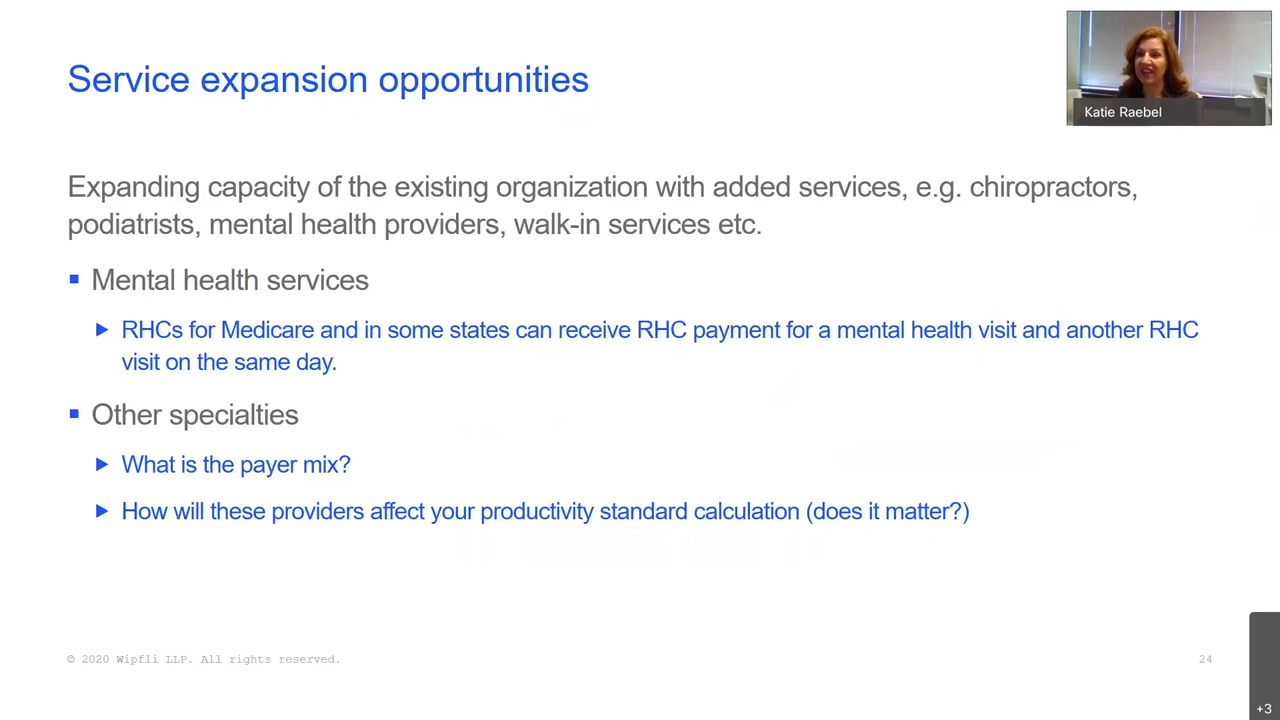 Service expansion opportunities
Katie Raebel
Expanding capacity of the existing organization with added services, e.g. chiropractors,
podiatrists, mental health providers, walk-in services etc.
Mental health services
RHCs for Medicare and in some states can receive RHC payment for a mental health visit and another RHC
visit on the same day.
Other specialties
What is the payer mix?
How will these providers affect your productivity standard calculation (does it matter?)
© 2020 Wipfli LLP. All rights reserved.
24
+3